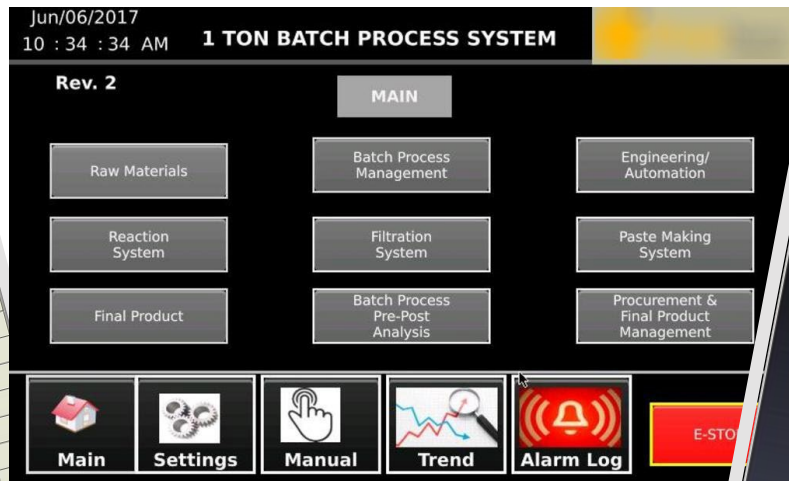 Jun/06/2017
10 : 34 : 34 AM
1 TON BATCH PROCESS SYSTEM
Rev. 2
MAIN
Raw Materials
Batch Process
Management
Engineering/
Automation
Reaction
System
Filtration
System
Paste Making
System
Final Product
Batch Process
Pre-Post
Analysis
Procurement &
Final Product
Management
Main
Settings
Manual
Trend
Alarm Log
E-STO